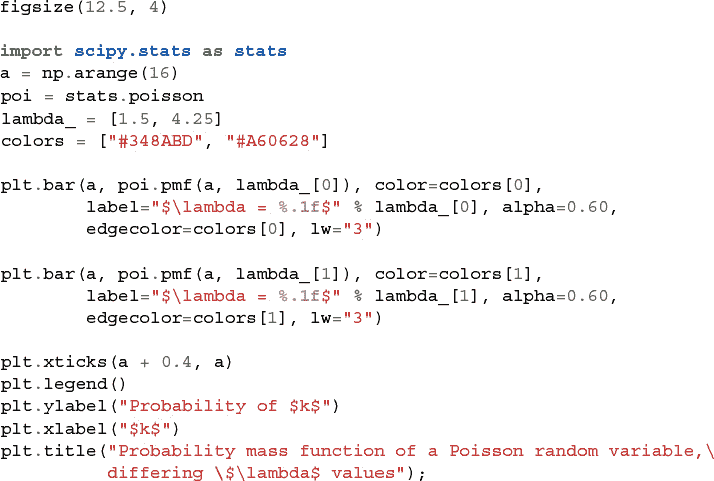 figsize(12.5, 4)
import scipy.stats as stats
a = np.arange(16)
poi = stats.poisson
lambda_ = [1.5, 4.25]
colors = ["#348ABD", "#A60628"]
plt.bar(a, poi.pmf(a, lambda_[0]), color=colors[0],
        label="$\lambda = %.1f$" % lambda_[0], alpha=0.60,
        edgecolor=colors[0], lw="3")
plt.bar(a, poi.pmf(a, lambda_[1]), color=colors[1],
        label="$\lambda = %.1f$" % lambda_[1], alpha=0.60,
        edgecolor=colors[1], lw="3")
plt.xticks(a + 0.4, a)
plt.legend()
plt.ylabel("Probability of $k$")
plt.xlabel("$k$")
plt.title("Probability mass function of a Poisson random variable,\
          differing \$\lambda$ values");